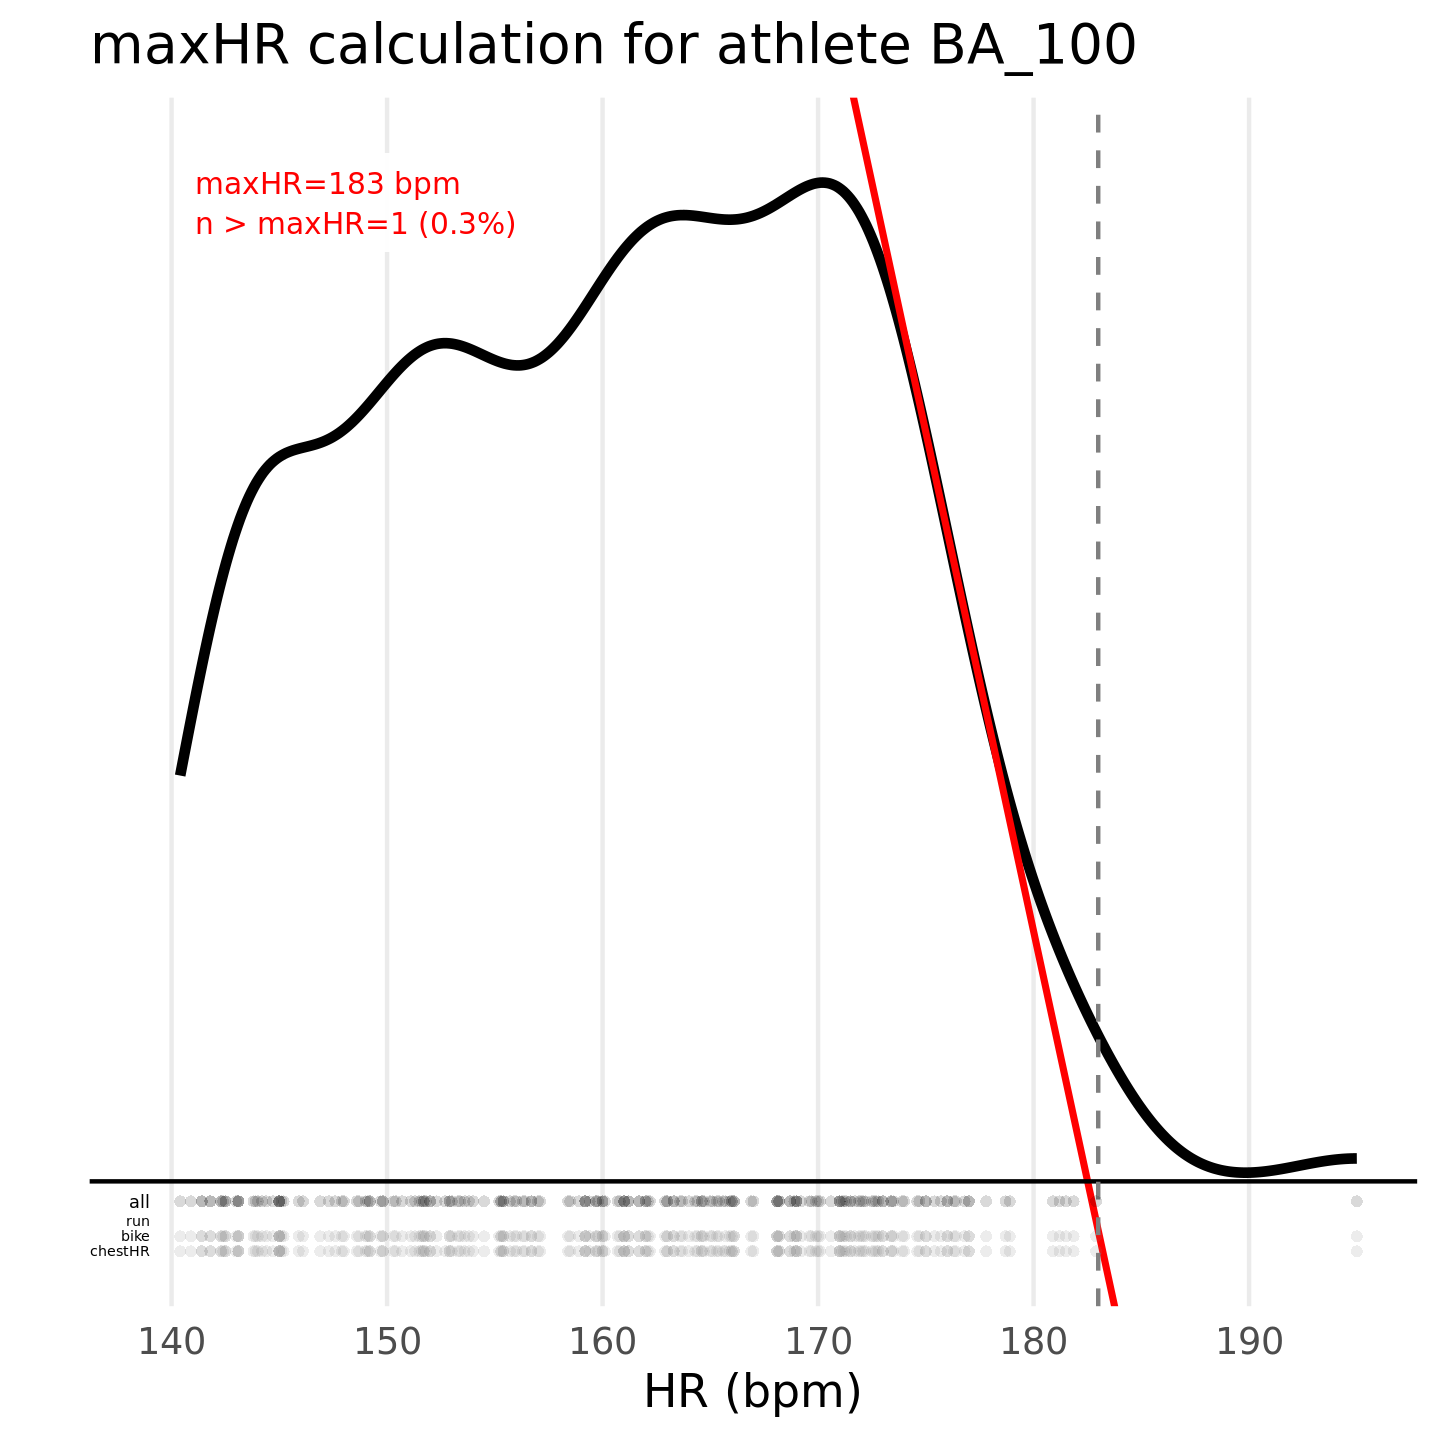 maxHR calculation for athlete BA_100
maxHR=183 bpm
n > maxHR=1 (0.3%)
all
run
bike
chestHR
140 150 160 170 180 190
HR (bpm)